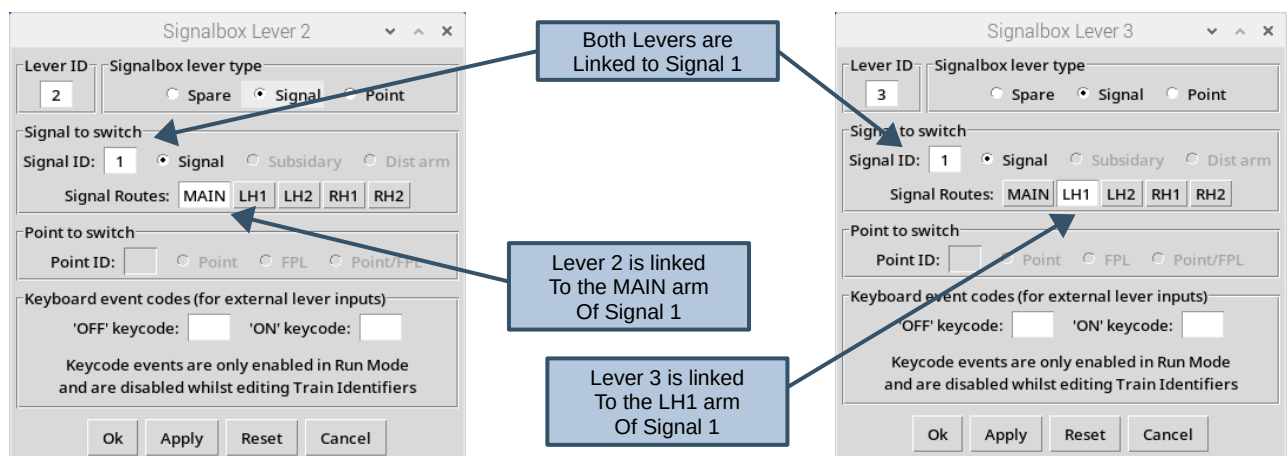 Signalbox Lever 2
Lever ID
Signalbox lever type
2
Spare
Signal
Point
Signal to switch
Signal ID:
1
Signal
Subsidary
Dist arm
Signal Routes:
MAIN
LH1
LH2
RH1
RH2
Point to switch
Point ID:
Point
FPL
Point/FPL
Keyboard event codes (for external lever inputs)
'OFF' keycode:
'ON' keycode:
Keycode events are only enabled in Run Mode
and are disabled whilst editing Train Identifiers
Ok
Apply
Reset
Cancel
Both Levers are
Linked to Signal 1
Lever 2 is linked
To the MAIN arm
Of Signal 1
Lever 3 is linked
To the LH1 arm
Of Signal 1
Signalbox Lever 3
Lever ID
Signalbox lever type
3
Spare
Signal
Point
Signal to switch
Signal ID:
1
Signal
Subsidary
Dist arm
Signal Routes:
MAIN
LH1
LH2
RH1
RH2
Point to switch
Point ID:
Point
FPL
Point/FPL
Keyboard event codes (for external lever inputs)
'OFF' keycode:
'ON' keycode:
Keycode events are only enabled in Run Mode
and are disabled whilst editing Train Identifiers
Ok
Apply
Reset
Cancel